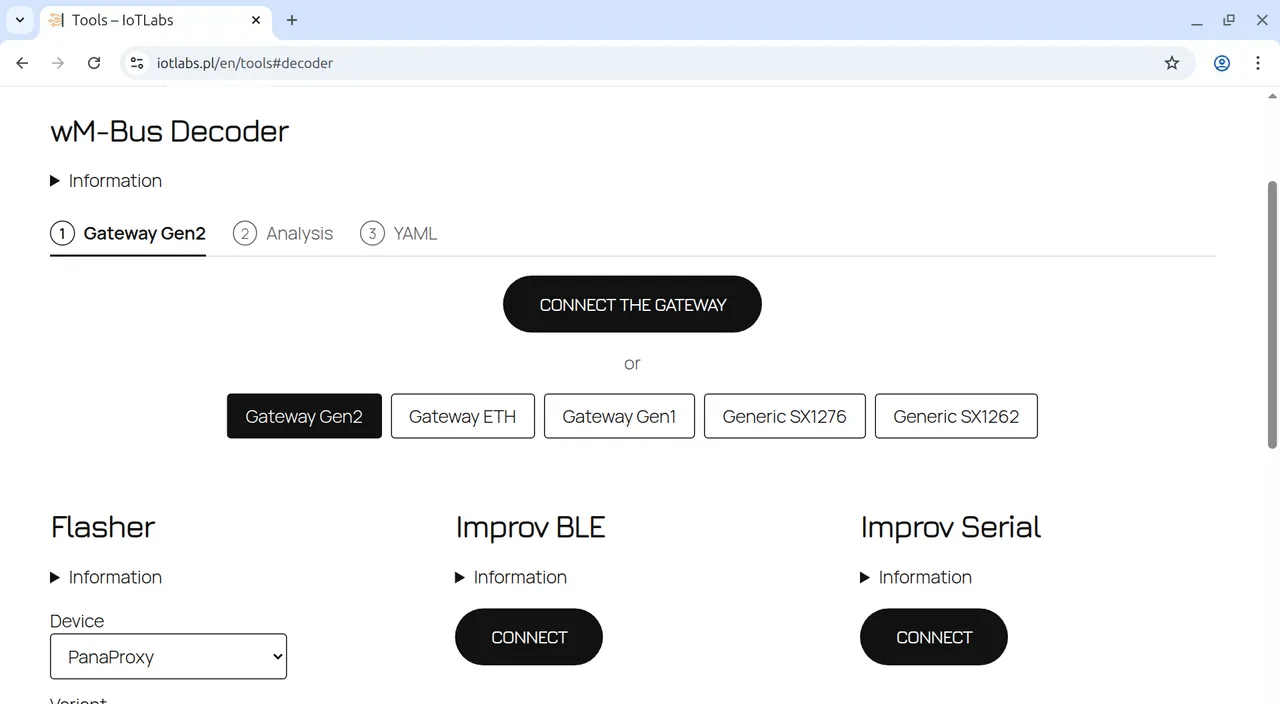 Tools – IoTLabs
iotlabs.pl/en/tools#decoder
wM-Bus Decoder
Information
1 Gateway Gen2 2 Analysis 3 YAML
CONNECT THE GATEWAY
or
Gateway Gen2 Gateway ETH Gateway Gen1 Generic SX1276 Generic SX1262
Flasher Improv BLE Improv Serial
Information Information Information
Device
PanaProxy CONNECT CONNECT
Variant